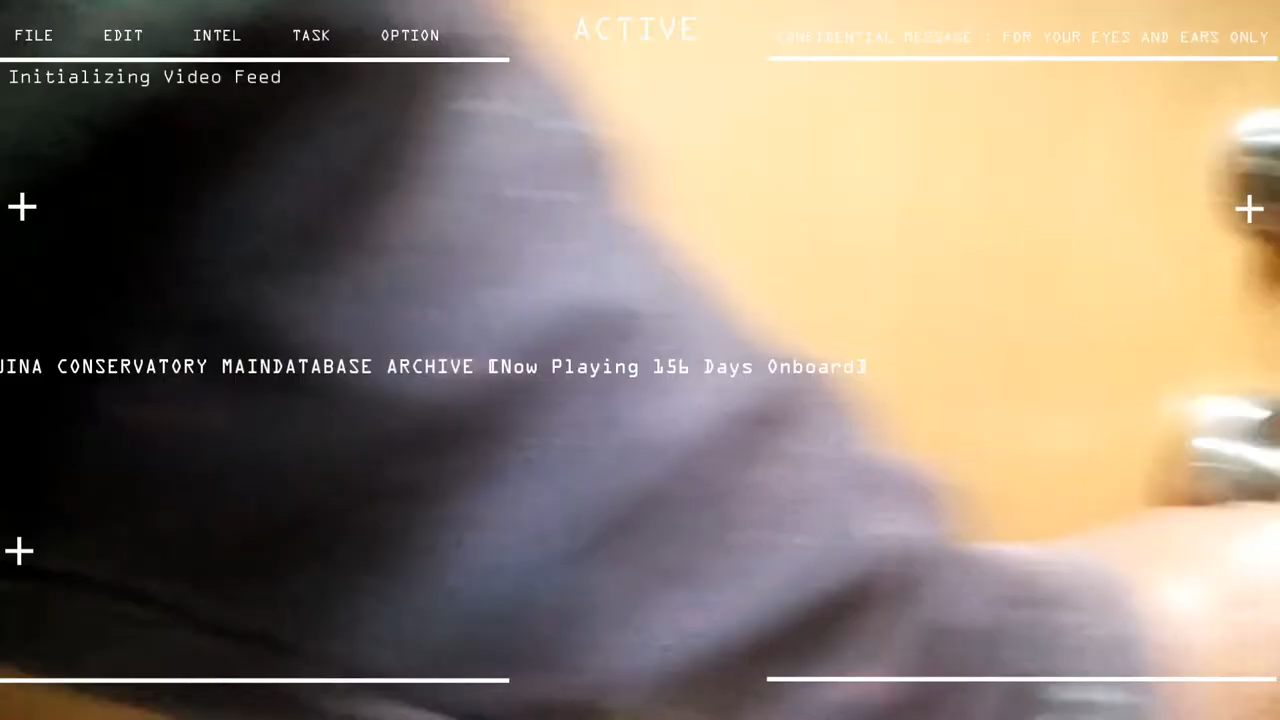 FILE EDIT INTEL TASK OPTION
ACTIVE
CONFIDENTIAL MESSAGE : FOR YOUR EYES AND EARS ONLY
Initializing Video Feed
CONSERVATORY MAINDATABASE ARCHIVE [Now Playing 156 Days Onboard]